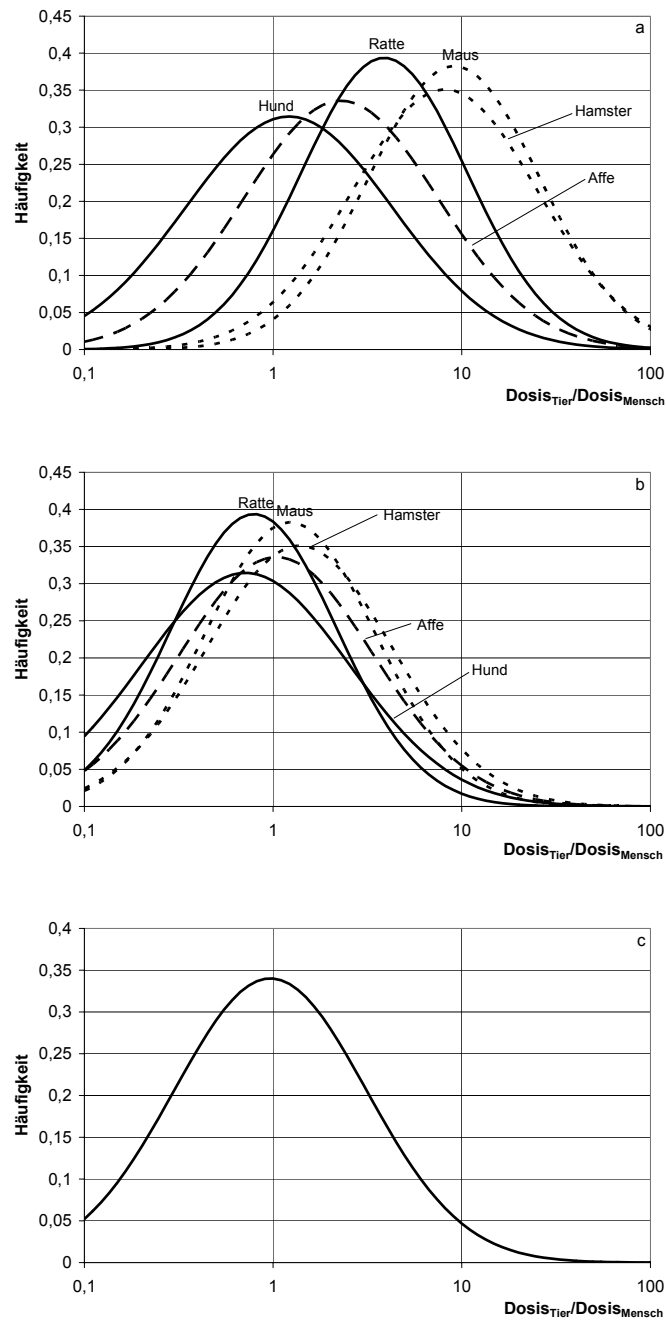 a
0,45
0,4
0,35
0,3
0,25
0,2
0,15
0,1
0,05
0
Häufigkeit
Ratte
Maus
Hund
Hamster
Affe
0,1 1 10 100
DosisTier/DosisMensch
b
0,45
0,4
0,35
0,3
0,25
0,2
0,15
0,1
0,05
0
Häufigkeit
Ratte
Maus
Hamster
Affe
Hund
0,1 1 10 100
DosisTier/DosisMensch
c
0,4
0,35
0,3
0,25
0,2
0,15
0,1
0,05
0
Häufigkeit
0,1 1 10 100
DosisTier/DosisMensch